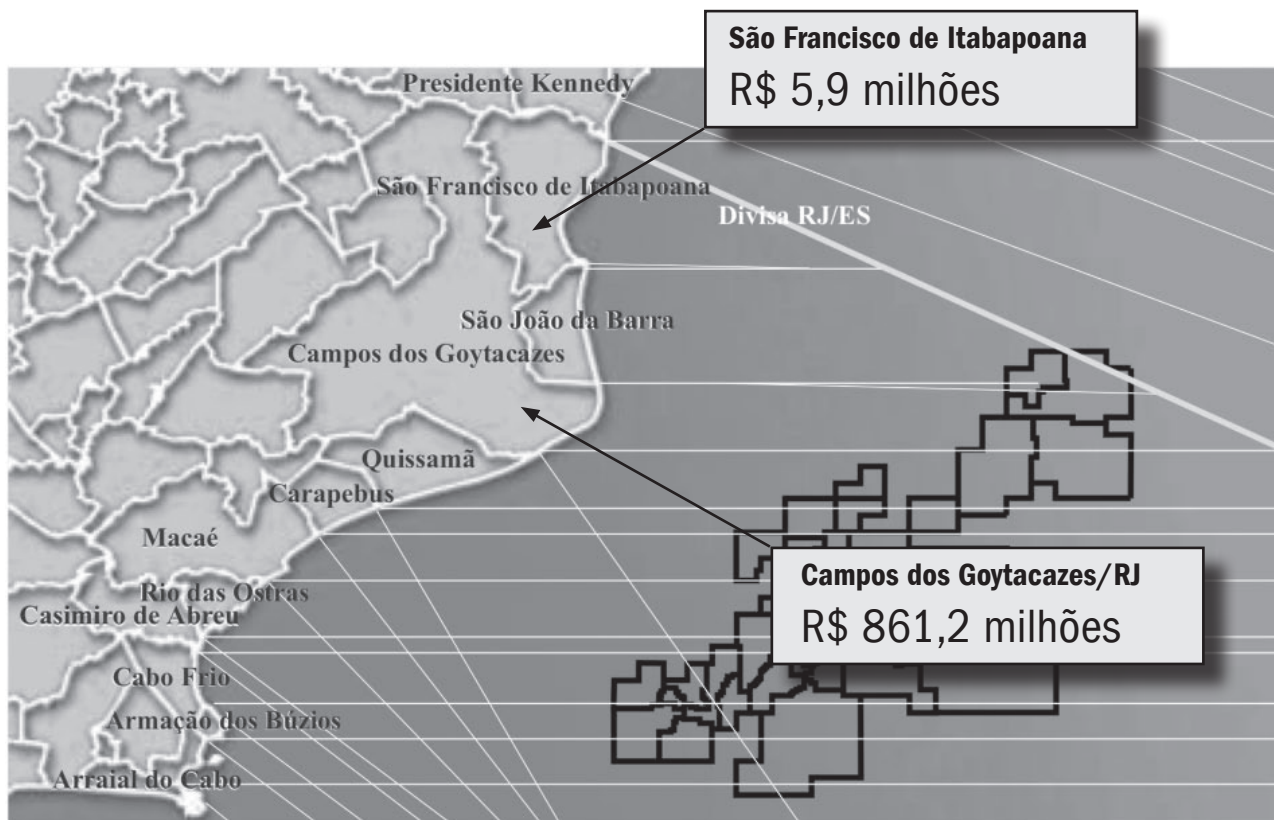 São Francisco de Itabapoana
R$ 5,9 milhões
Presidente Kennedy
São Francisco de Itabapoana
Divisa RJ/ES
São João da Barra
Campos dos Goytacazes
Quissamã
Carapebus
Macaé
Campos dos Goytacazes/RJ
R$ 861,2 milhões
Rio das Ostras
Casimiro de Abreu
Cabo Frio
Armação dos Búzios
Arraial do Cabo